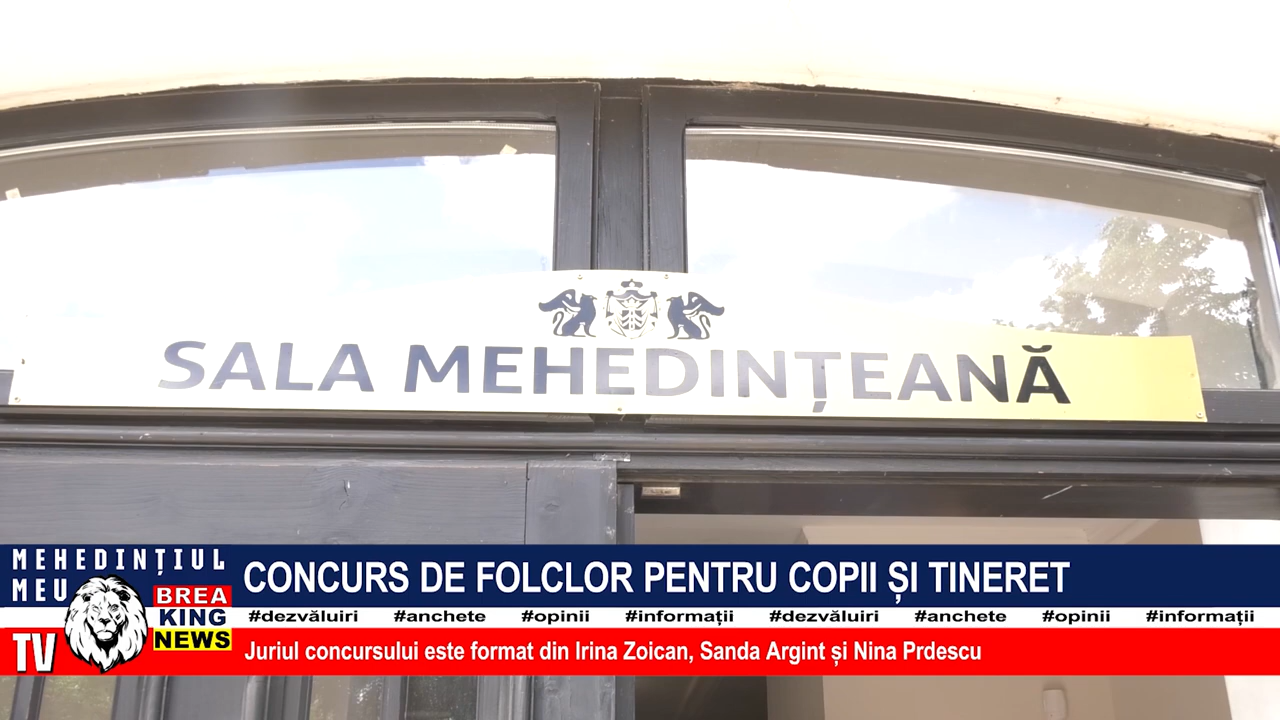 SALA MEHEDINȚEANĂ
MEHEDINȚIUL
MEU
TV
BREA
KING
NEWS
CONCURS DE FOLCLOR PENTRU COPII ȘI TINERET
#dezvăluiri #anchete #opinii #informații #dezvăluiri #anchete #opinii #informații
Juriul concursului este format din Irina Zoican, Sanda Argint și Nina Prdescu